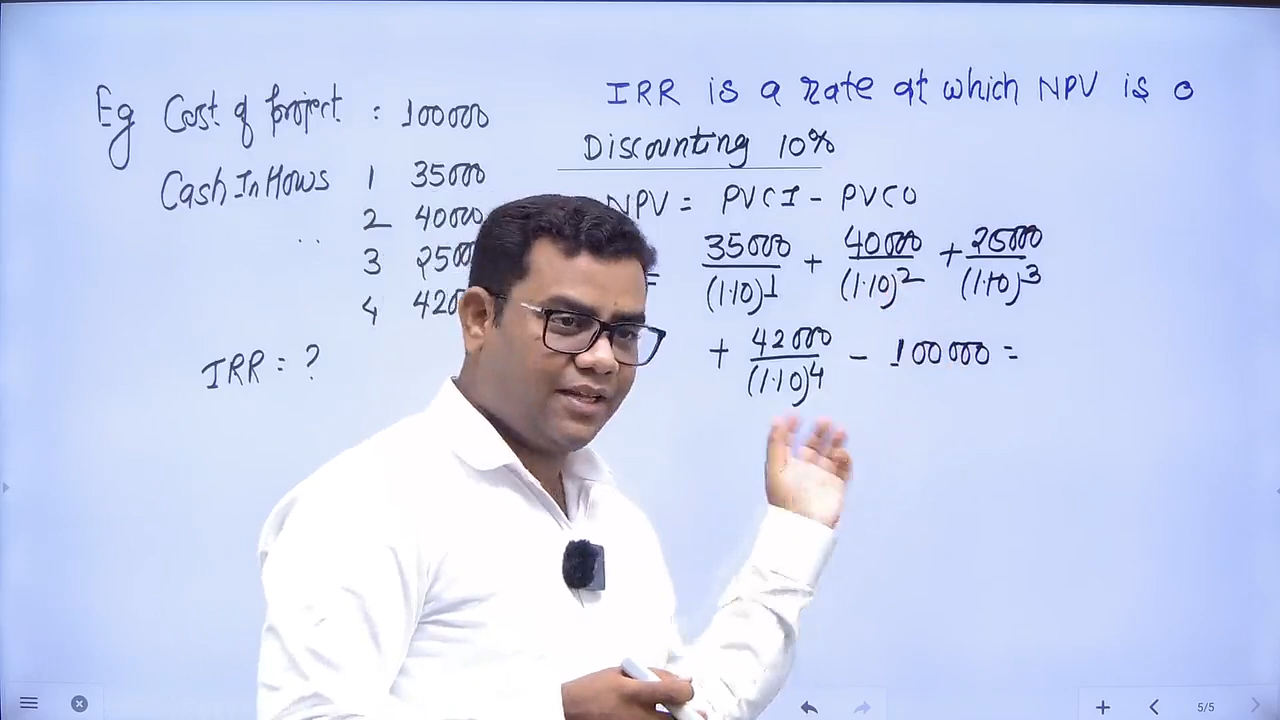 Eg Cost of project : 100000
Cash Inflows 1 35000
2 40000
3 2500
4 420
IRR = ?
IRR is a rate at which NPV is 0
Discounting 10%
NPV = PVCI - PVCO
= 35000/(1.10)1 + 40000/(1.10)2 + 25000/(1.10)3
+ 42000/(1.10)4 - 100000 =
5/5